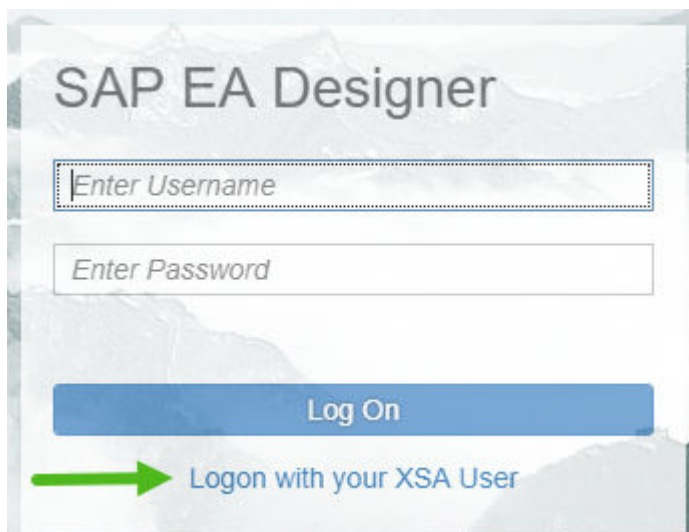 SAP EA Designer
Enter Username
Enter Password
Log On
Logon with your XSA User